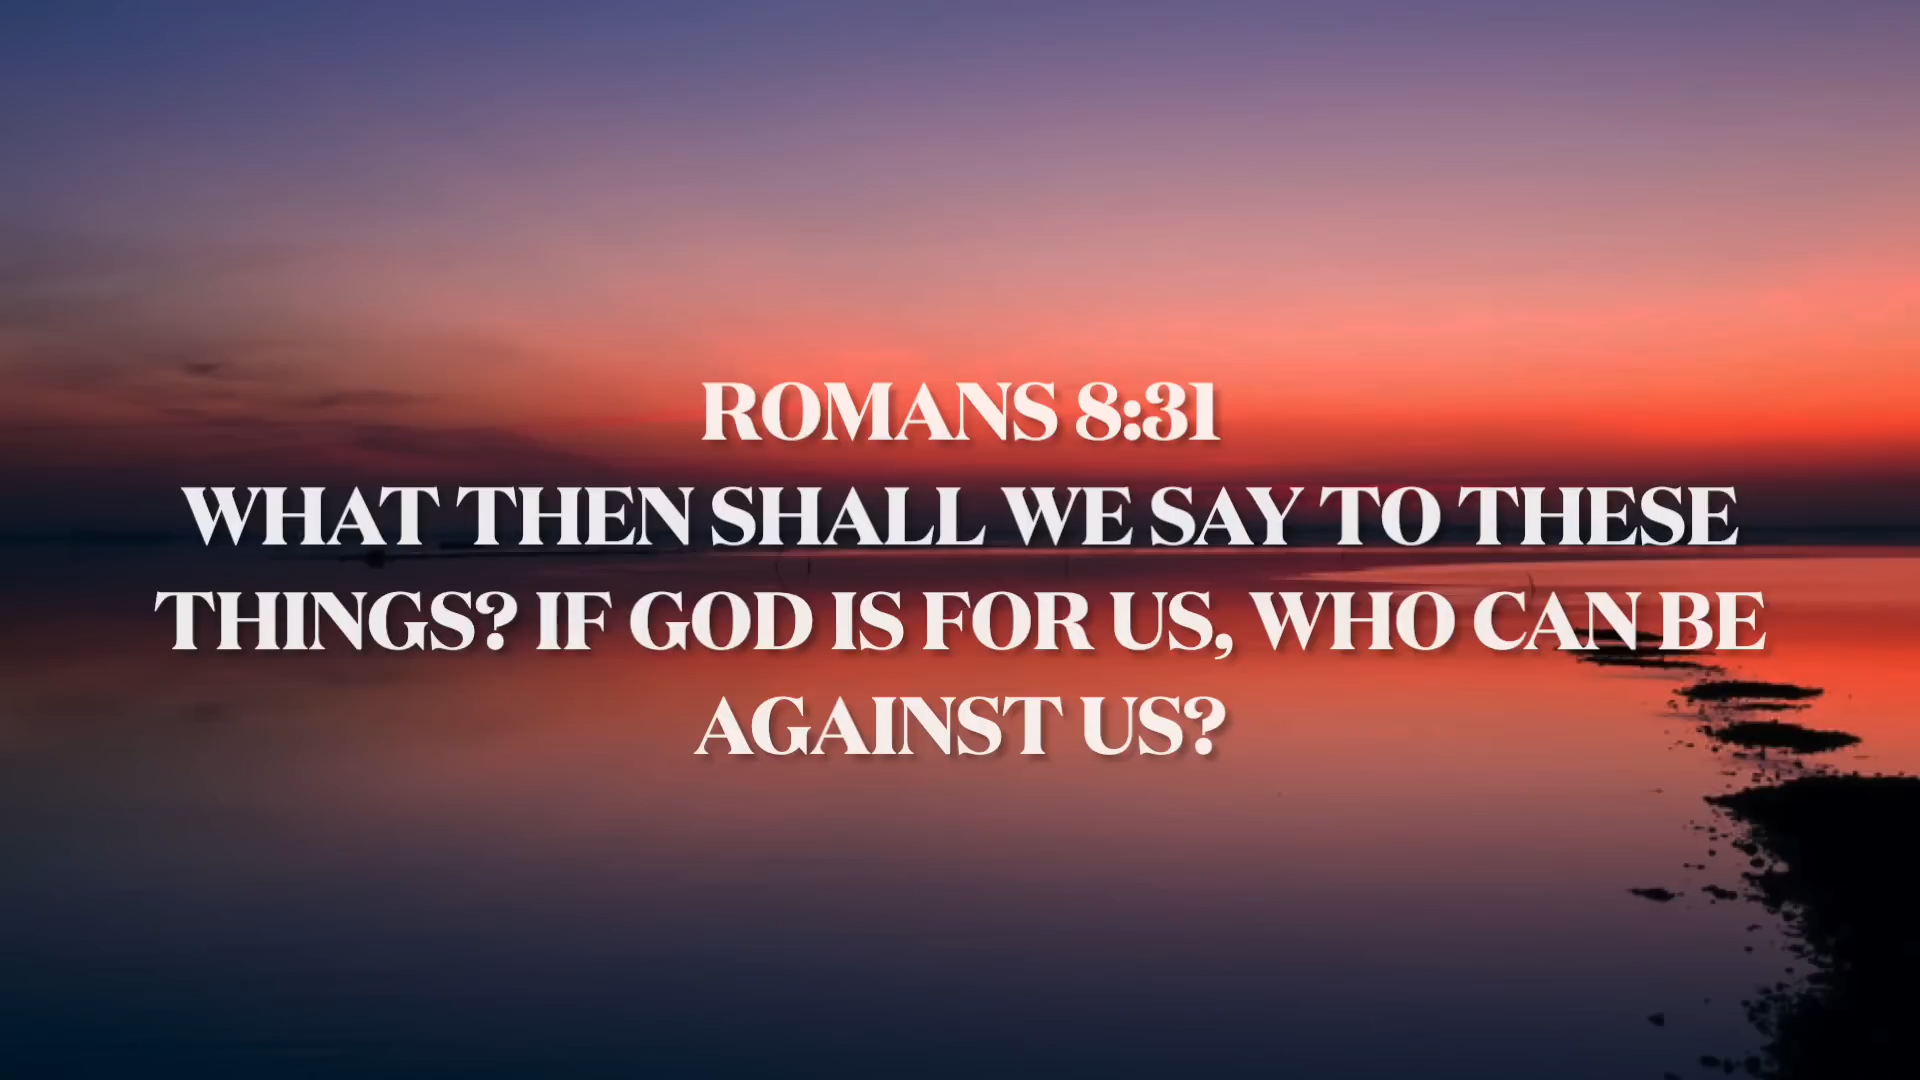 ROMANS 8:31
WHAT THEN SHALL WE SAY TO THESE
THINGS? IF GOD IS FOR US, WHO CAN BE
AGAINST US?